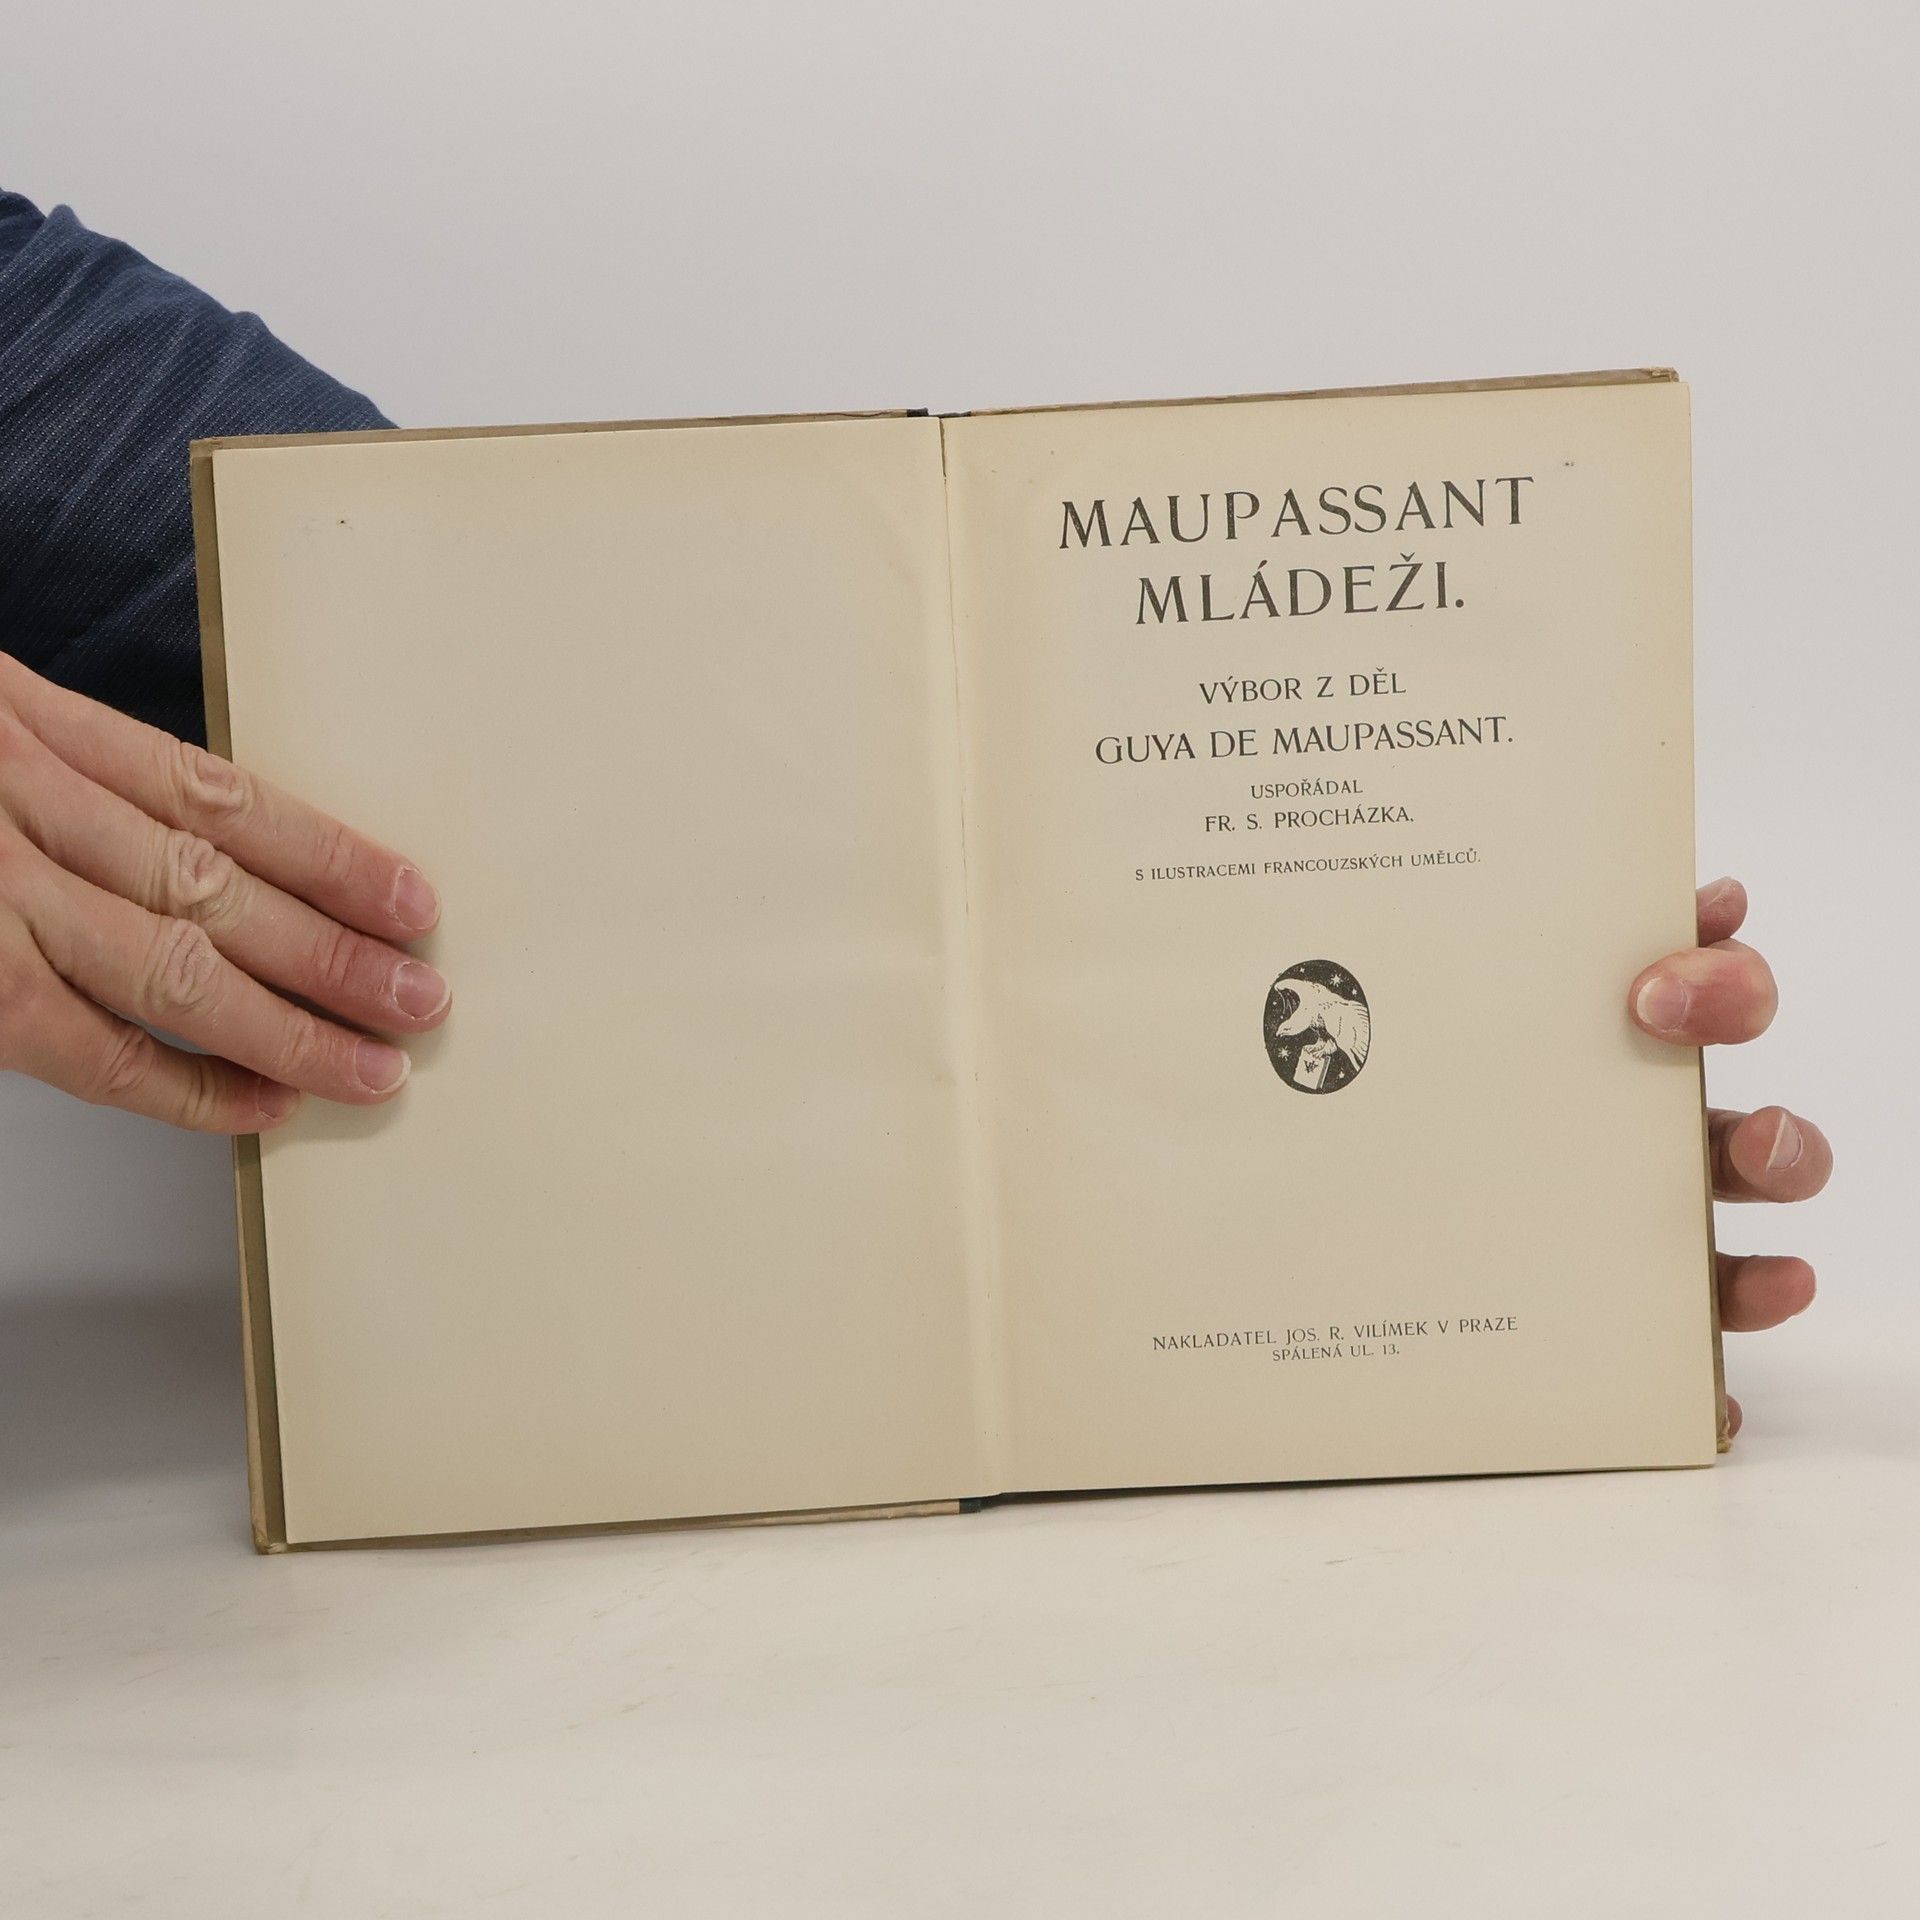 MAUPASSANT
MLÁDEŽI.
VÝBOR Z DĚL
GUYA DE MAUPASSANT.
USPOŘÁDAL
FR. S. PROCHÁZKA.
S ILUSTRACEMI FRANCOUZSKÝCH UMĚLCŮ.
NAKLADATEL JOS. R. VILÍMEK V PRAZE
SPÁLENÁ UL. 13.